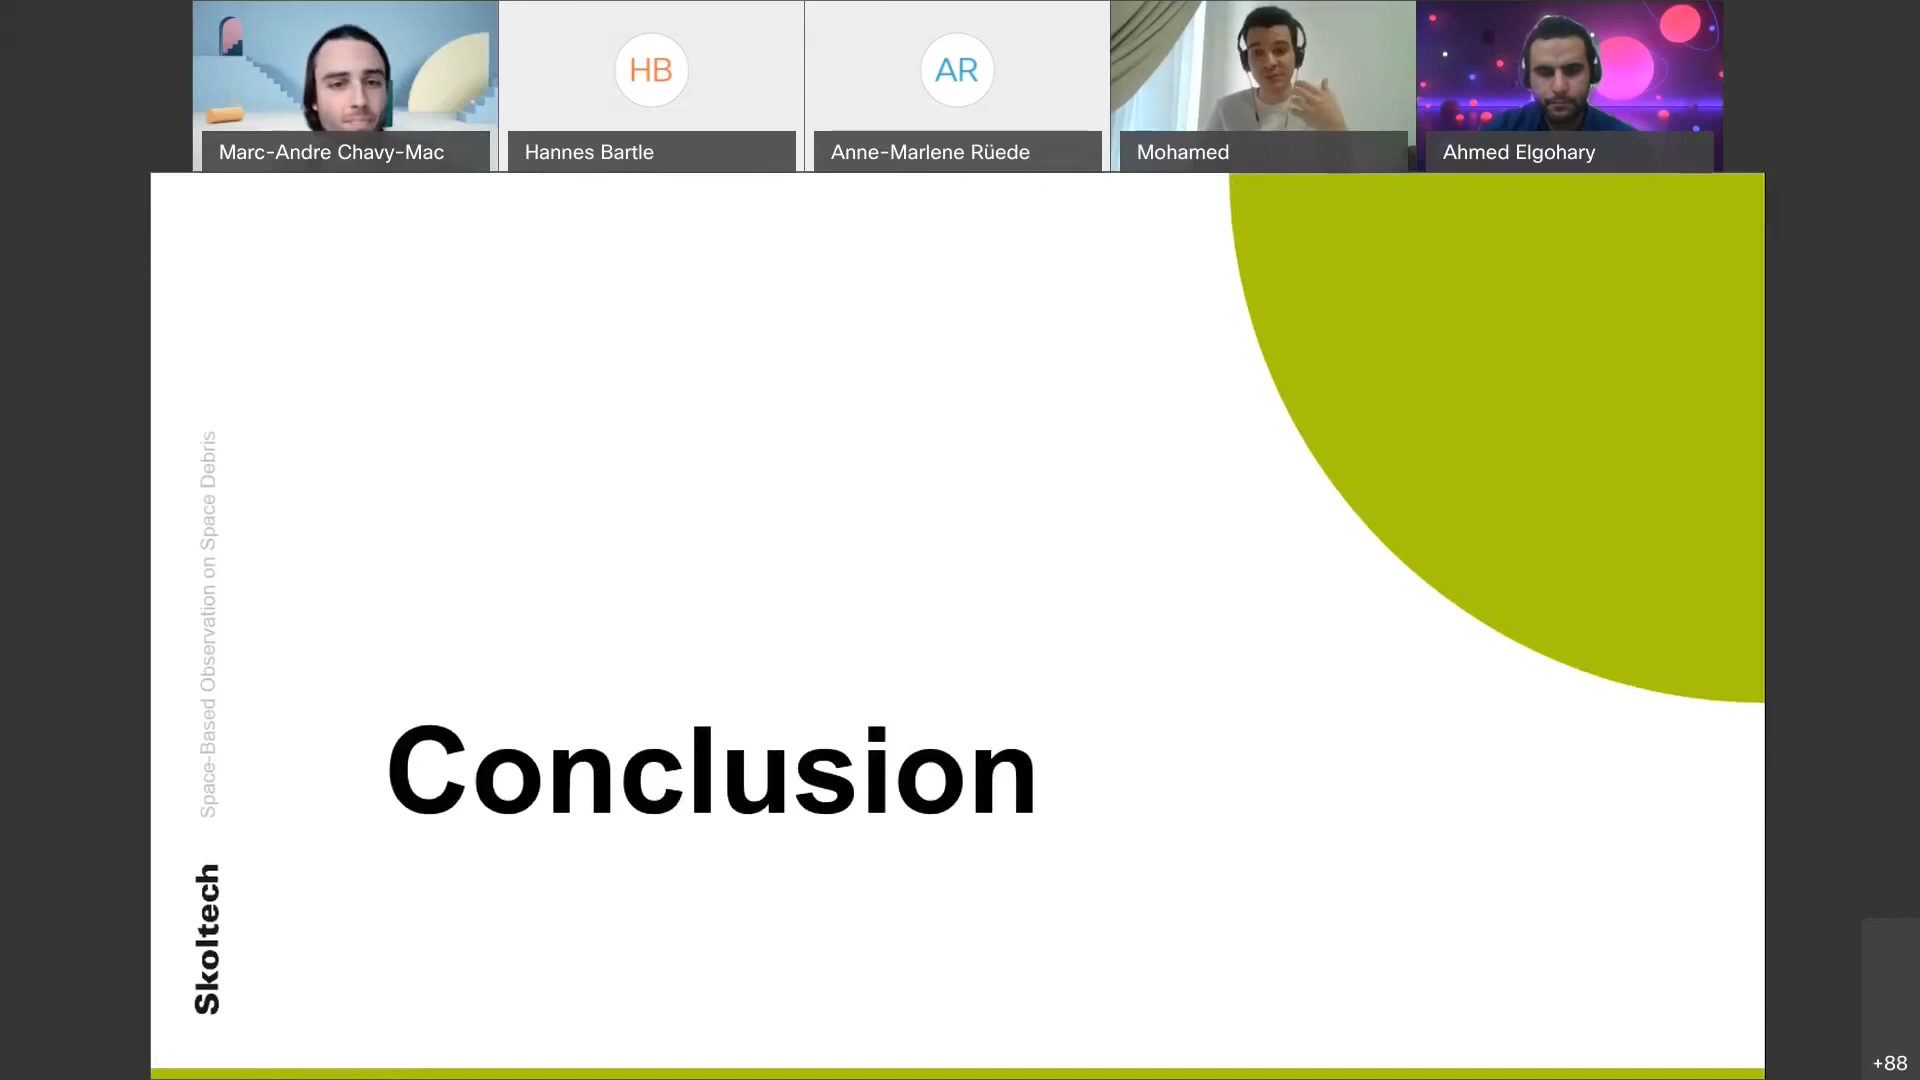 HB
AR
Marc-Andre Chavy-Mac
Hannes Bartle
Anne-Marlene Rüede
Mohamed
Ahmed Elgohary
Space-Based Observation on Space Debris
Conclusion
Skoltech
+88